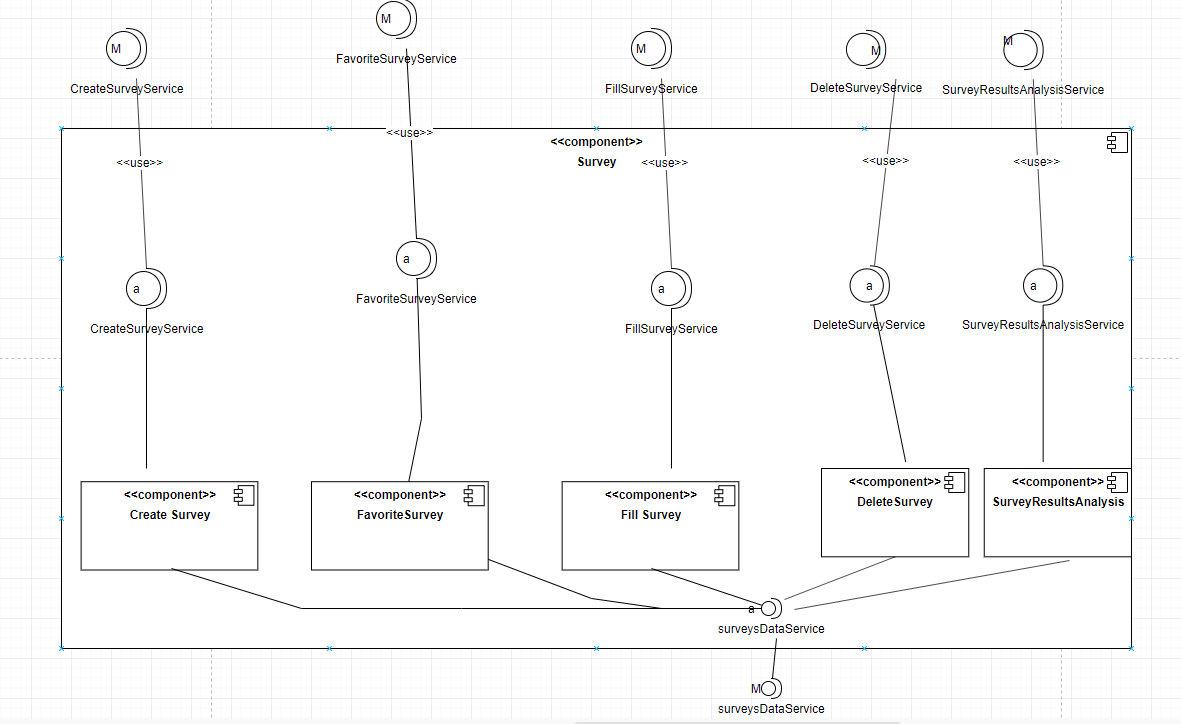 M
FavoriteSurveyService
M
CreateSurveyService
M
FillSurveyService
M
DeleteSurveyService
M
SurveyResultsAnalysisService
<<component>>
Survey
<<use>>
<<use>>
<<use>>
<<use>>
<<use>>
a
CreateSurveyService
a
FavoriteSurveyService
a
FillSurveyService
a
DeleteSurveyService
a
SurveyResultsAnalysisService
<<component>>
Create Survey
<<component>>
FavoriteSurvey
<<component>>
Fill Survey
<<component>>
DeleteSurvey
<<component>>
SurveyResultsAnalysis
a
surveysDataService
M
surveysDataService